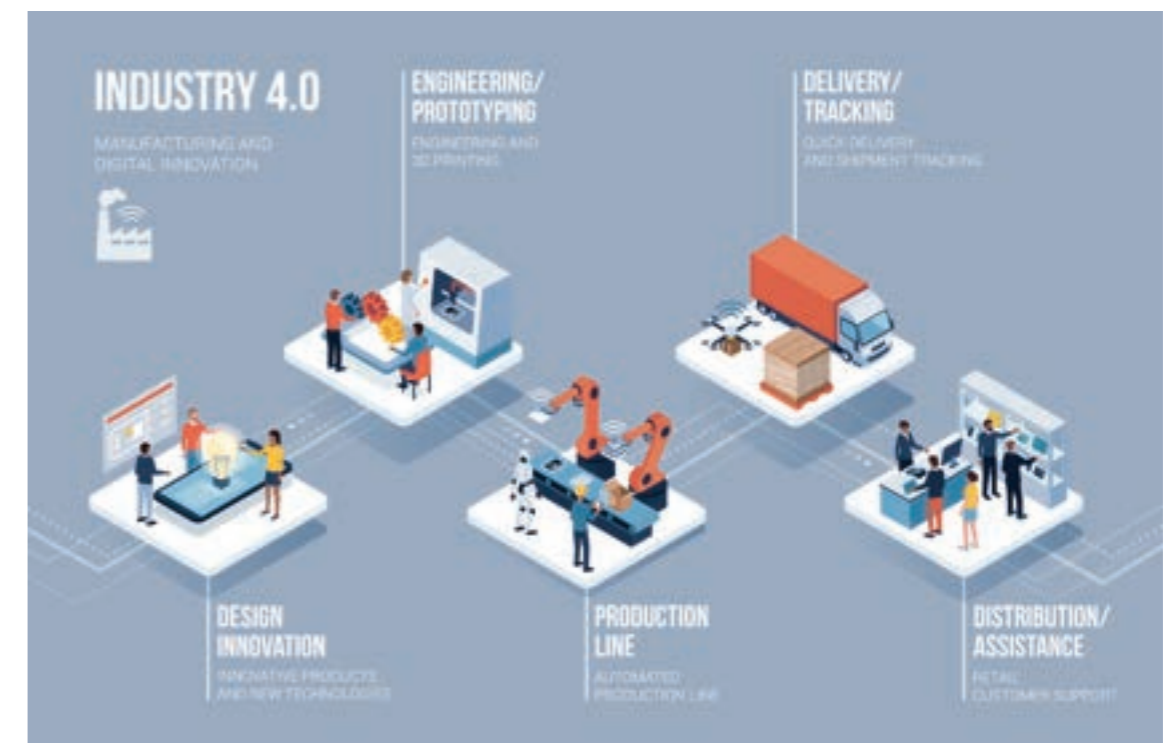 INDUSTRY 4.0
MANUFACTURING AND
DIGITAL INNOVATION
ENGINEERING/
PROTOTYPING
ENGINEERING AND
3D PRINTING
DELIVERY/
TRACKING
QUICK DELIVERY
AND SHIPMENT TRACKING
DESIGN
INNOVATION
INNOVATIVE PRODUCTS
AND NEW TECHNOLOGIES
PRODUCTION
LINE
AUTOMATED
PRODUCTION LINE
DISTRIBUTION/
ASSISTANCE
RETAIL
CUSTOMER SUPPORT